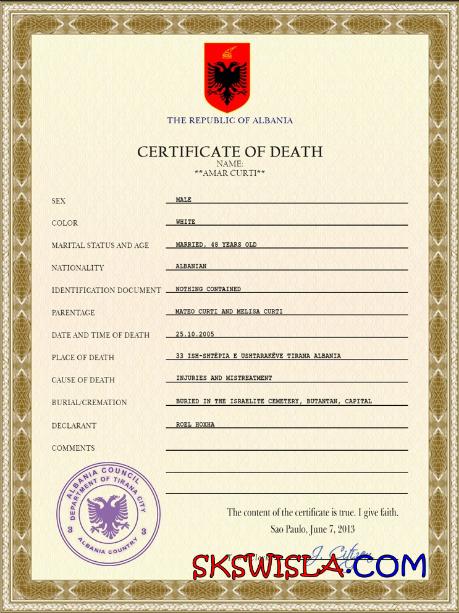 THE REPUBLIC OF ALBANIA
CERTIFICATE OF DEATH
NAME:
**AMAR CURTI**
SEX MALE
COLOR WHITE
MARITAL STATUS AND AGE MARRIED, 48 YEARS OLD
NATIONALITY ALBANIAN
IDENTIFICATION DOCUMENT NOTHING CONTAINED
PARENTAGE MATEO CURTI AND MELISA CURTI
DATE AND TIME OF DEATH 25.10.2005
PLACE OF DEATH 33 ISH-SHTËPIA E USHTARAKËVE TIRANA ALBANIA
CAUSE OF DEATH INJURIES AND MISTREATMENT
BURIAL/CREMATION BURIED IN THE ISRAELITE CEMETERY, BUTANTAN, CAPITAL
DECLARANT ROEL HOXHA
COMMENTS
ALBANIA COUNCIL
DEPARTMENT OF TIRANA CITY
3 3
ALBANIA COUNTRY
The content of the certificate is true. I give faith.
Sao Paulo, June 7, 2013
J. Citizen
SKSWISLA.COM